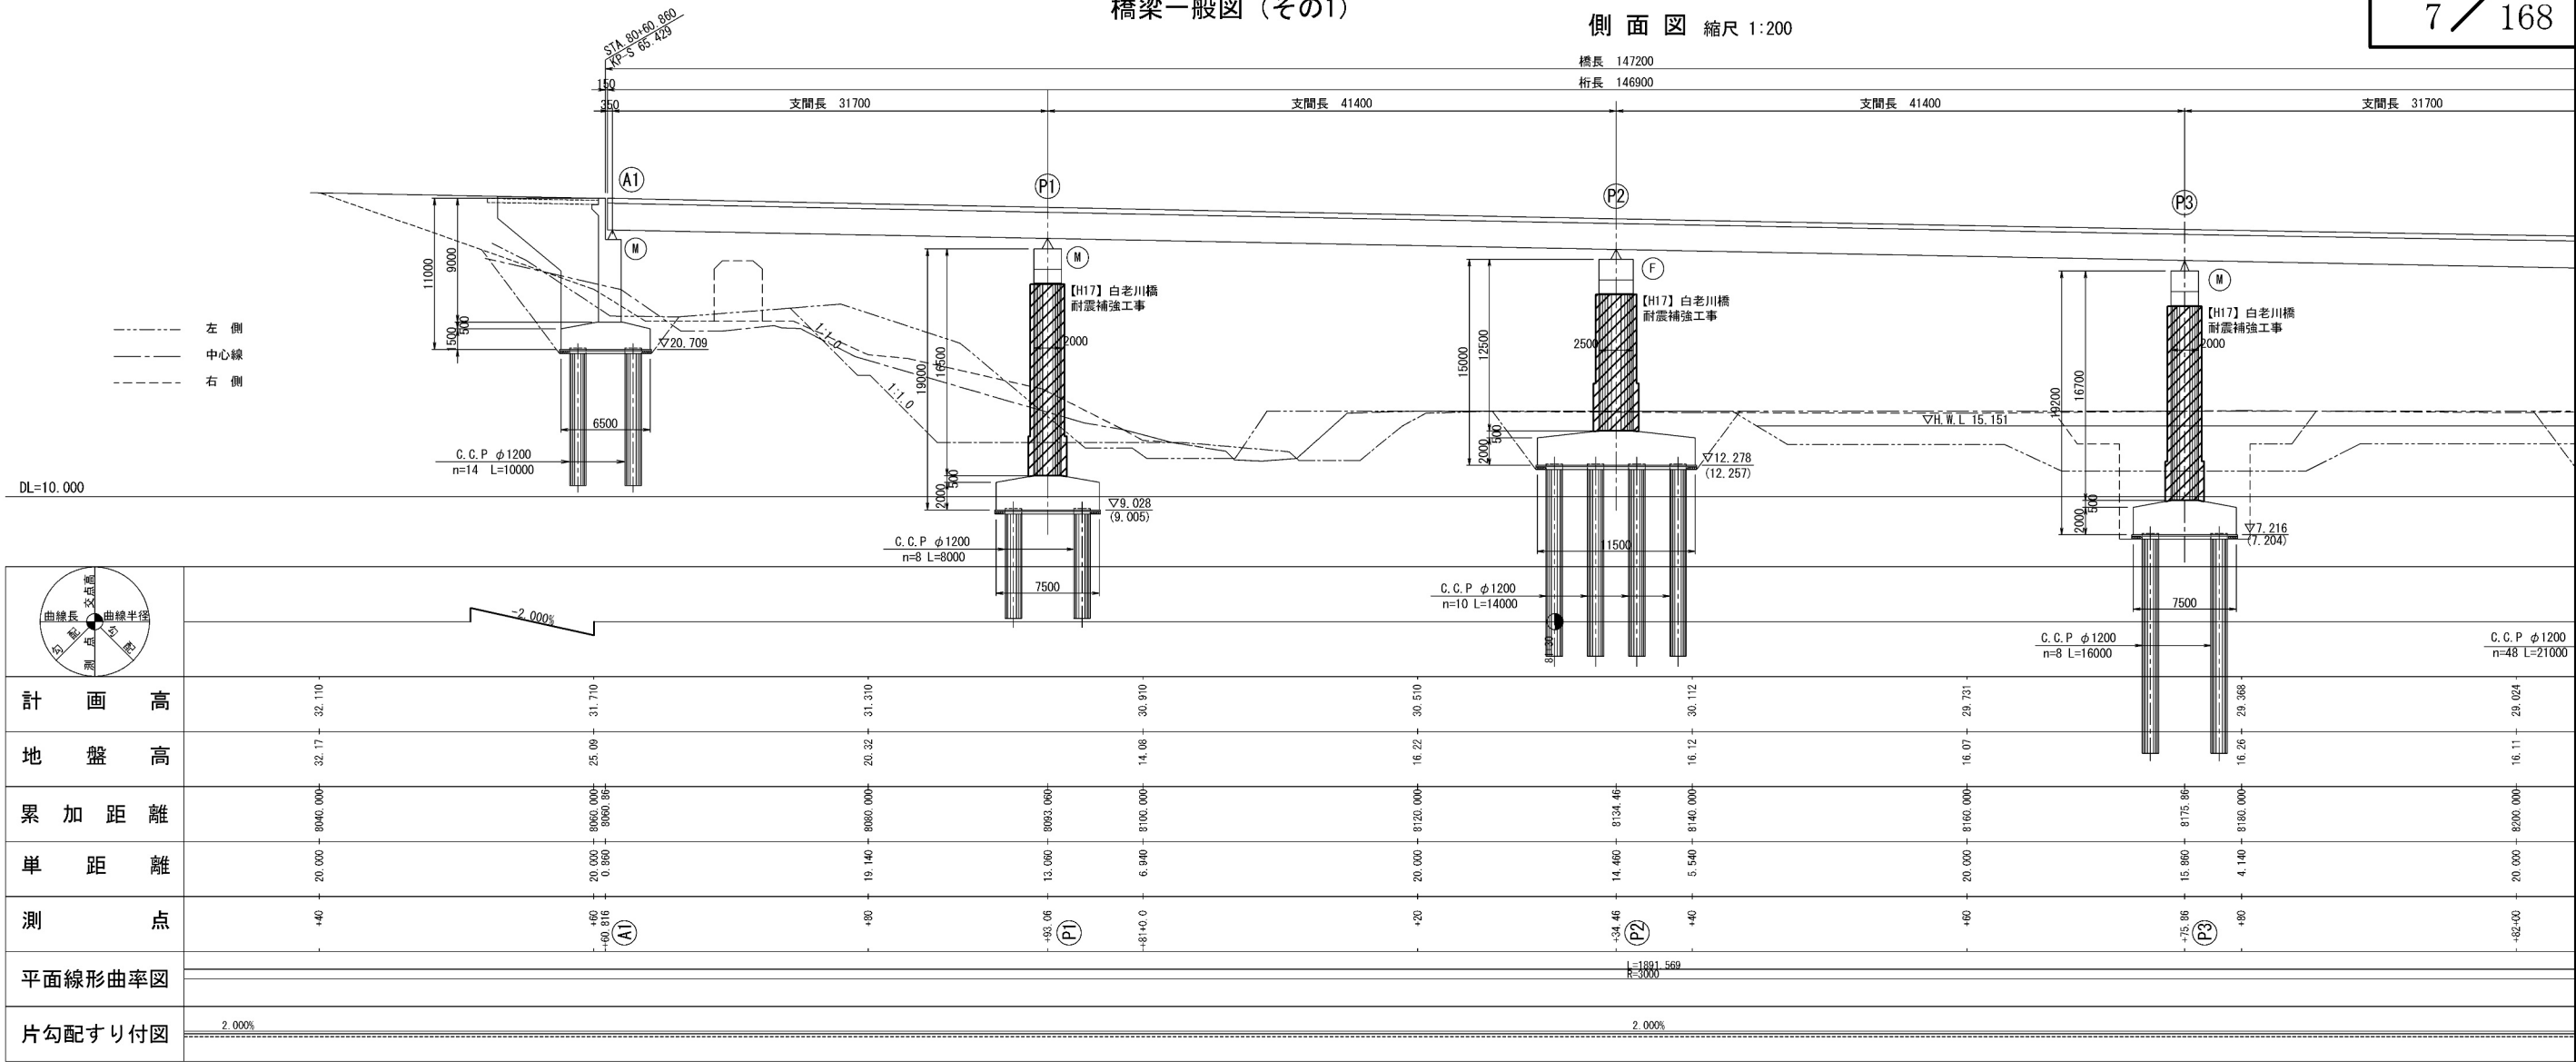 橋梁一般図（その1）
側面図 縮尺 1:200
7／168
STA.80+60.860
KP-S 65.429
橋長 147200
桁長 146900
150
350
支間長 31700
支間長 41400
支間長 41400
支間長 31700
A1
P1
P2
P3
M
M
F
M
11000
9000
500
1500
▽20.709
6500
C.C.P φ1200
n=14 L=10000
左側
中心線
右側
DL=10.000
1:1.0
1:1.0
【H17】白老川橋
耐震補強工事
2000
19000
16500
500
2000
▽9.028
(9.005)
C.C.P φ1200
n=8 L=8000
7500
【H17】白老川橋
耐震補強工事
2500
15000
12500
500
2000
▽12.278
(12.257)
11500
C.C.P φ1200
n=10 L=14000
▽H.W.L 15.151
【H17】白老川橋
耐震補強工事
2000
19200
16700
500
2000
▽7.216
(7.204)
7500
C.C.P φ1200
n=8 L=16000
C.C.P φ1200
n=48 L=21000
交点高
曲線長
曲線半径
勾配
測点
勾配
-2.000%
計画高
32.110
31.710
31.310
30.910
30.510
30.112
29.731
29.368
29.024
地盤高
32.17
25.09
20.32
14.08
16.22
16.12
16.07
16.26
16.11
累加距離
8040.000
8060.000
8060.86
8080.000
8093.060
8100.000
8120.000
8134.46
8140.000
8160.000
8175.86
8180.000
8200.000
単距離
20.000
20.000
0.860
19.140
13.060
6.940
20.000
14.460
5.540
20.000
15.860
4.140
20.000
測点
+40
+60
+60.816
A1
+80
+93.06
P1
+81+0.0
+20
+34.46
P2
+40
+60
+75.86
P3
+80
+82+00
平面線形曲率図
L=1891.569
R=3000
片勾配すり付図
2.000%
2.000%